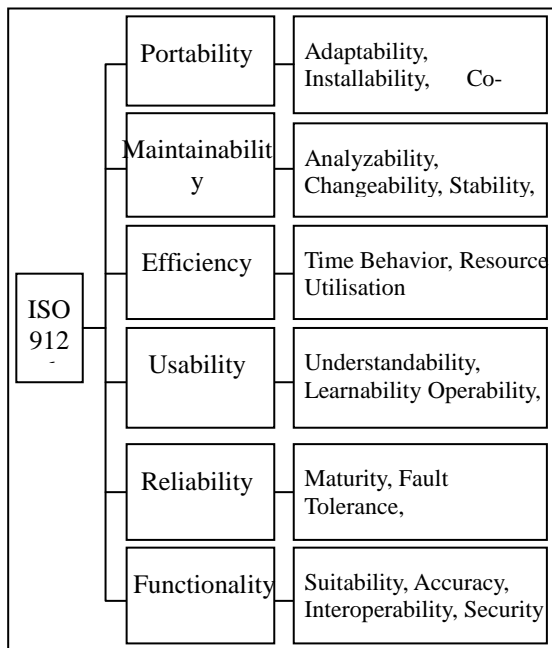 Portability
Adaptability,
Installability, Co-
Maintainabilit
y
Analyzability,
Changeability, Stability,
Efficiency
Time Behavior, Resource
Utilisation
ISO
912
Usability
Understandability,
Learnability Operability,
Reliability
Maturity, Fault
Tolerance,
Functionality
Suitability, Accuracy,
Interoperability, Security